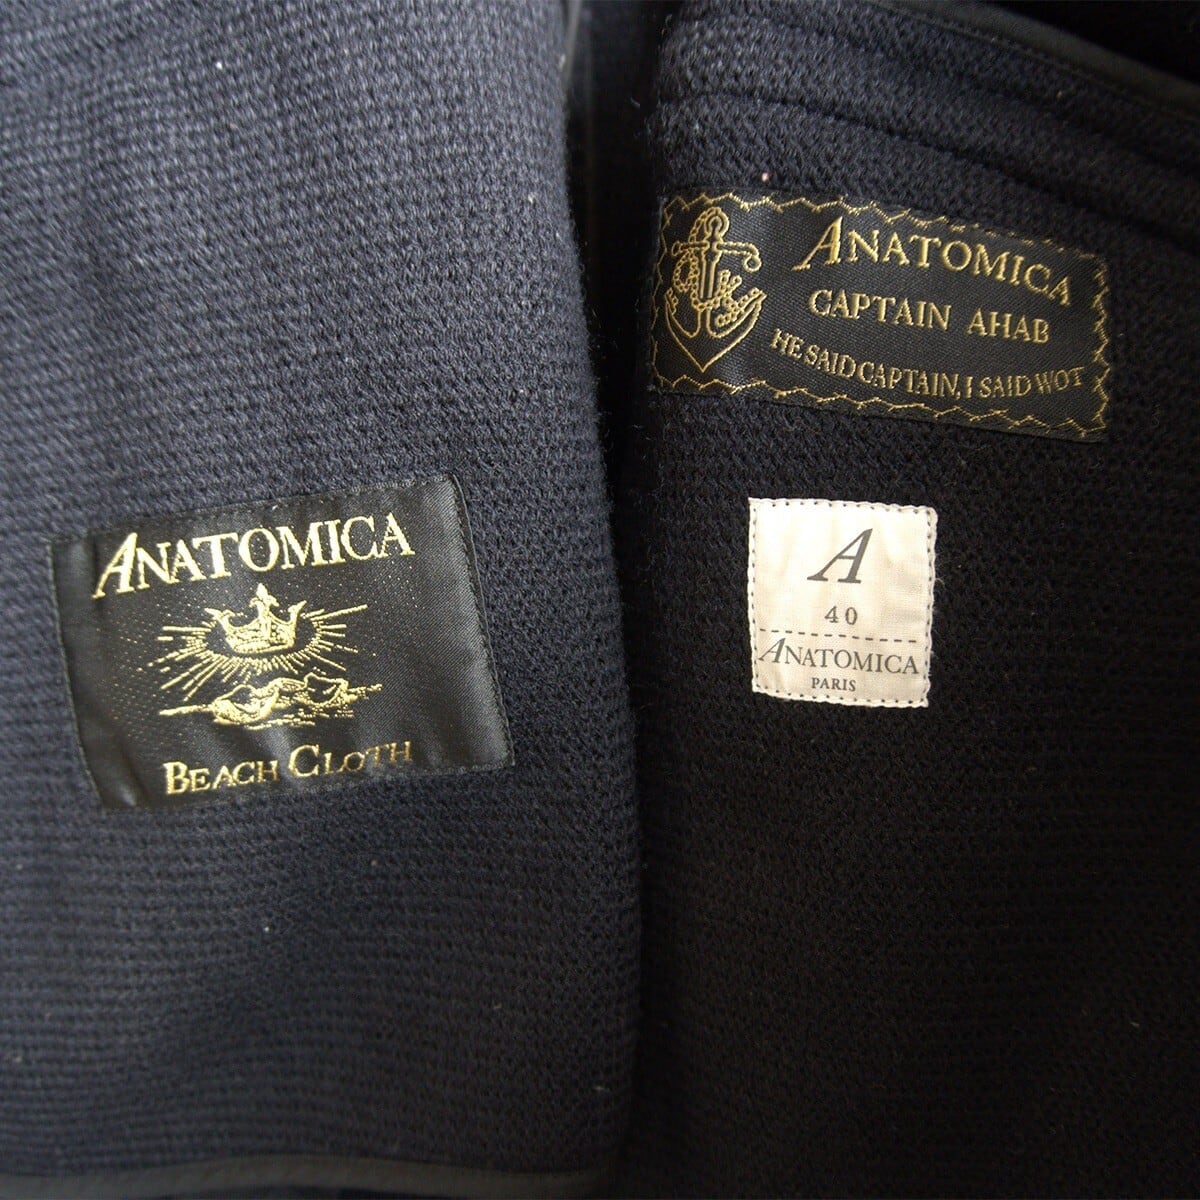 ANATOMICA
BEACH CLOTH
ANATOMICA
CAPTAIN AHAB
HE SAID CAPTAIN, I SAID WOT
A
40
ANATOMICA
PARIS